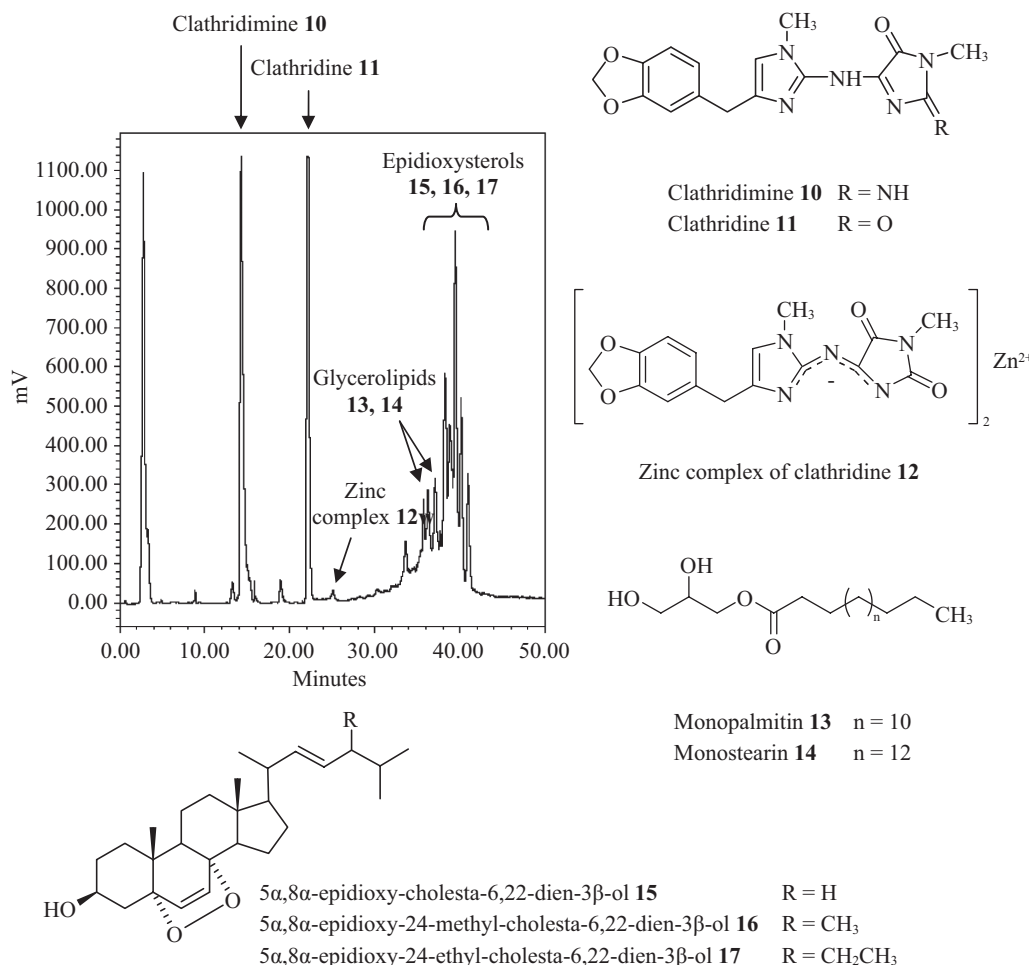 Clathridimine 10
Clathridine 11
1100.00
1000.00
900.00
800.00
700.00
600.00
500.00
400.00
300.00
200.00
100.00
0.00
mV
Epidioxysterols
15, 16, 17
Glycerolipids
13, 14
Zinc
complex 12
0.00 10.00 20.00 30.00 40.00 50.00
Minutes
O
O
CH3
N
N
NH
O
N
CH3
N
R
Clathridimine 10 R = NH
Clathridine 11 R = O
O
O
CH3
N
N
N
-
O
N
CH3
N
O
2
Zn2+
Zinc complex of clathridine 12
OH
HO
O
O
n
CH3
Monopalmitin 13 n = 10
Monostearin 14 n = 12
R
HO
O
O
5α,8α-epidioxy-cholesta-6,22-dien-3β-ol 15 R = H
5α,8α-epidioxy-24-methyl-cholesta-6,22-dien-3β-ol 16 R = CH3
5α,8α-epidioxy-24-ethyl-cholesta-6,22-dien-3β-ol 17 R = CH2CH3